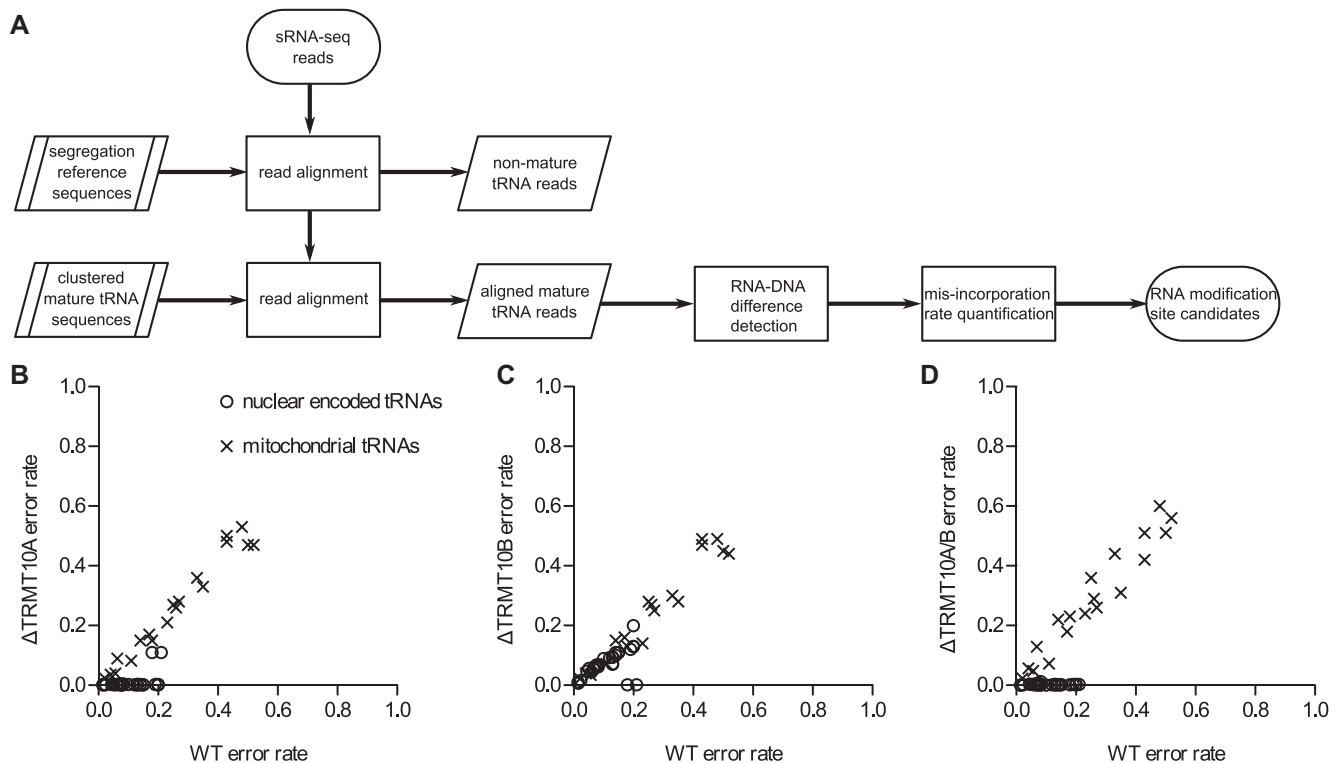 A
sRNA-seq
reads
segregation
reference
sequences
read alignment
non-mature
tRNA reads
clustered
mature tRNA
sequences
read alignment
aligned mature
tRNA reads
RNA-DNA
difference
detection
mis-incorporation
rate quantification
RNA modification
site candidates
B
1.0
0.8
0.6
0.4
0.2
0.0
ΔTRMT10A error rate
nuclear encoded tRNAs
mitochondrial tRNAs
0.0 0.2 0.4 0.6 0.8 1.0
WT error rate
C
1.0
0.8
0.6
0.4
0.2
0.0
ΔTRMT10B error rate
0.0 0.2 0.4 0.6 0.8 1.0
WT error rate
D
1.0
0.8
0.6
0.4
0.2
0.0
ΔTRMT10A/B error rate
0.0 0.2 0.4 0.6 0.8 1.0
WT error rate